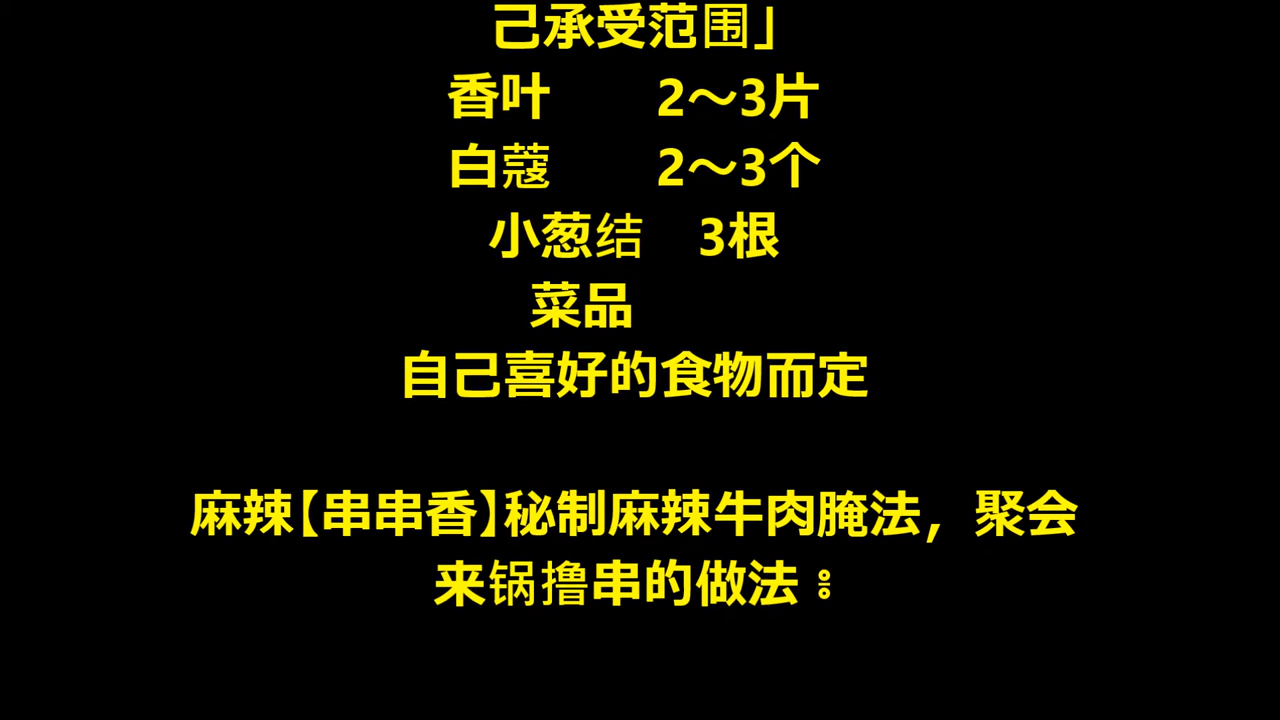 己承受范围」
香叶　　2～3片
白蔻　　2～3个
小葱结　3根
菜品
自己喜好的食物而定
麻辣【串串香】秘制麻辣牛肉腌法，聚会
来锅撸串的做法：